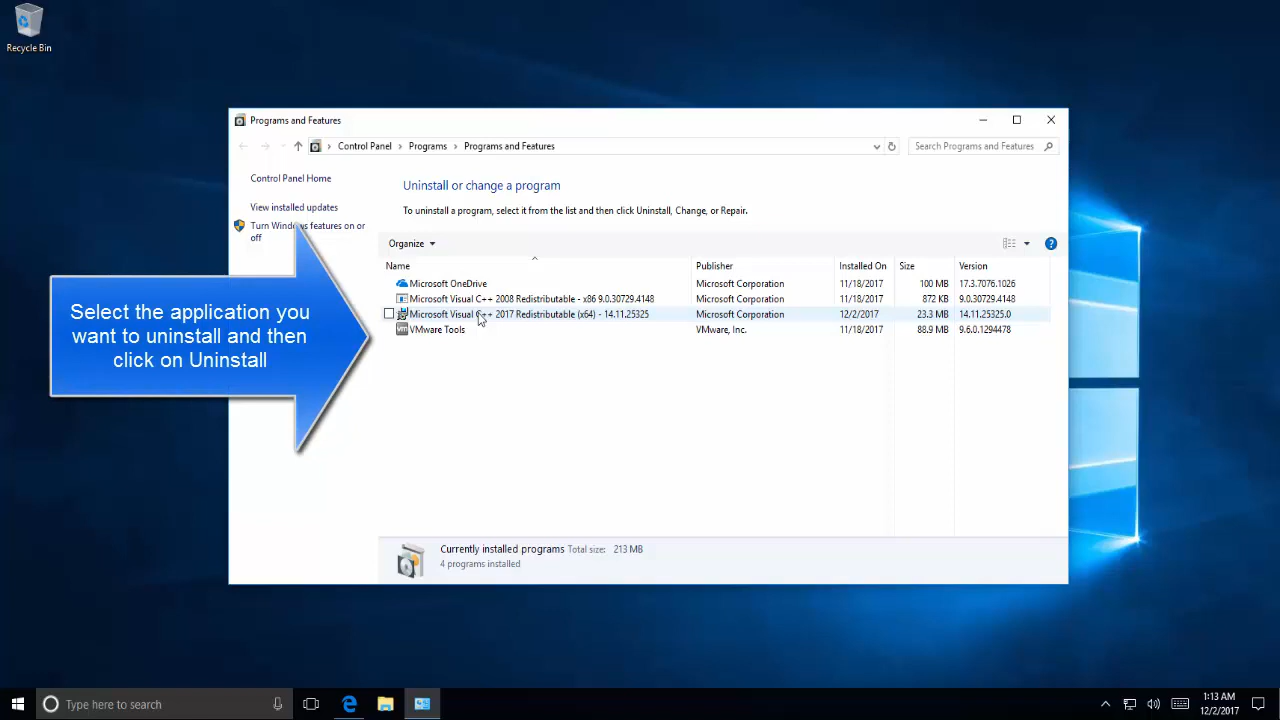 Recycle Bin
Programs and Features
Control Panel > Programs > Programs and Features
Search Programs and Features
Control Panel Home
View installed updates
Turn Windows features on or
off
Uninstall or change a program
To uninstall a program, select it from the list and then click Uninstall, Change, or Repair.
Organize
Name Publisher Installed On Size Version
Microsoft OneDrive Microsoft Corporation 11/18/2017 100 MB 17.3.7076.1026
Microsoft Visual C++ 2008 Redistributable - x86 9.0.30729.4148 Microsoft Corporation 11/18/2017 872 KB 9.0.30729.4148
Microsoft Visual C++ 2017 Redistributable (x64) - 14.11.25325 Microsoft Corporation 12/2/2017 23.3 MB 14.11.25325.0
vm VMware Tools VMware, Inc. 11/18/2017 88.9 MB 9.6.0.1294478
Select the application you
want to uninstall and then
click on Uninstall
Currently installed programs Total size: 213 MB
4 programs installed
Type here to search
1:13 AM
12/2/2017